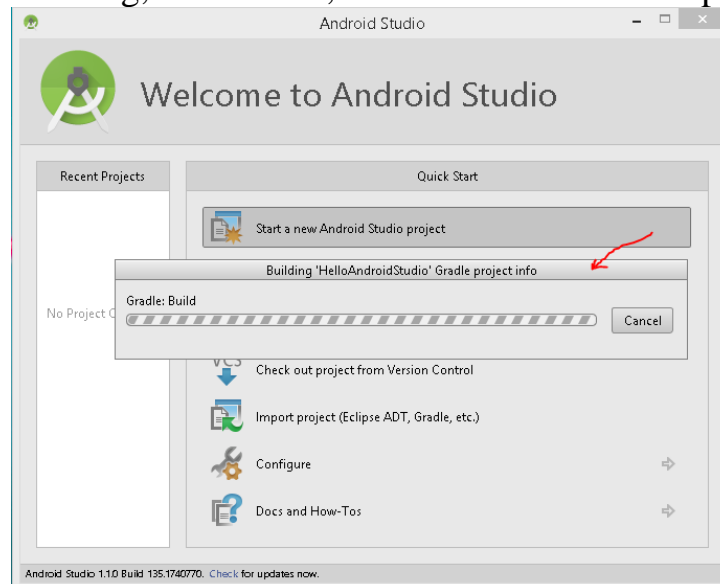 Android Studio
Welcome to Android Studio
Recent Projects
Quick Start
Start a new Android Studio project
Building 'HelloAndroidStudio' Gradle project info
No Project
Gradle: Build
Cancel
VCS
Check out project from Version Control
Import project (Eclipse ADT, Gradle, etc.)
Configure
Docs and How-Tos
Android Studio 1.1.0 Build 135.1740770. Check for updates now.